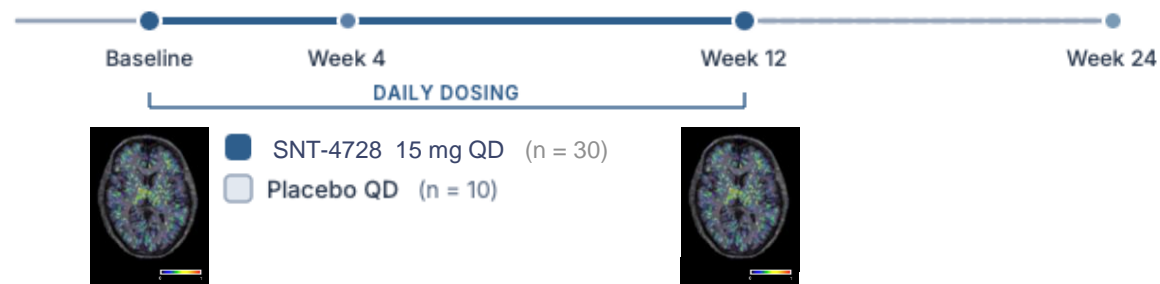 Baseline Week 4 Week 12 Week 24
DAILY DOSING
SNT-4728 15 mg QD (n = 30)
Placebo QD (n = 10)